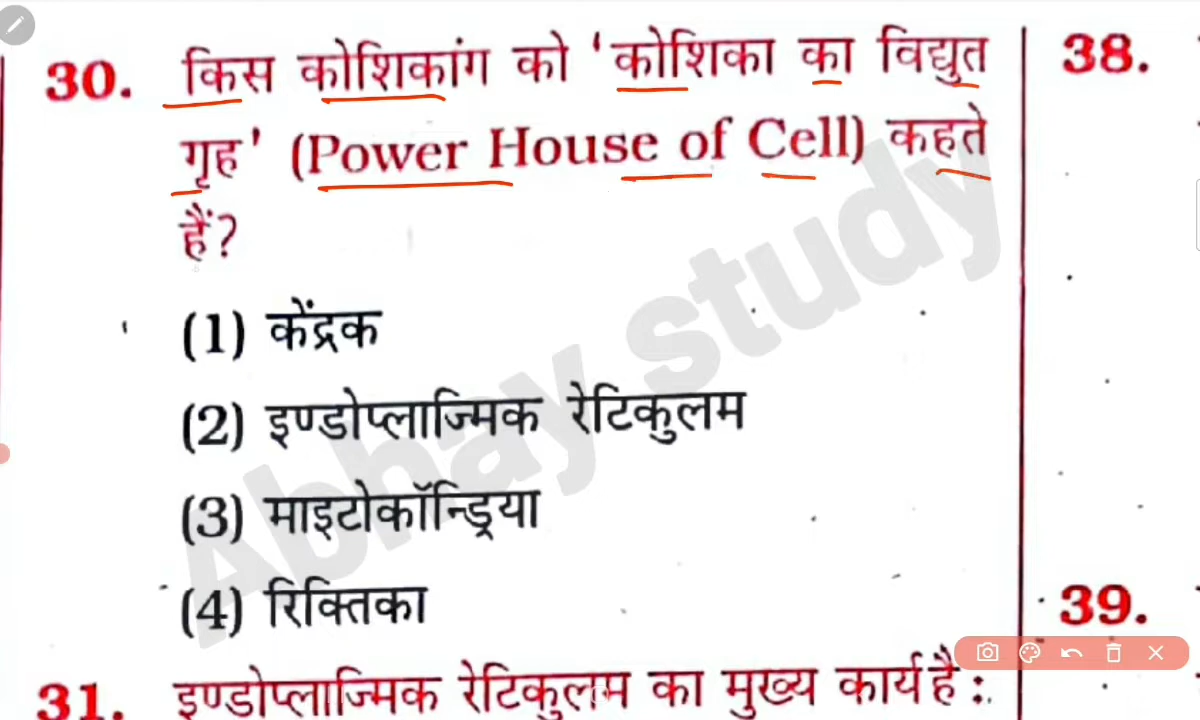 30. किस कोशिकांग को 'कोशिका का विद्युत
गृह' (Power House of Cell) कहते
हैं?
(1) केंद्रक
(2) इण्डोप्लाज्मिक रेटिकुलम
(3) माइटोकॉन्ड्रिया
(4) रिक्तिका
31. इण्डोप्लाज्मिक रेटिकुलम का मुख्य कार्य है :
38.
39.
Abhay study